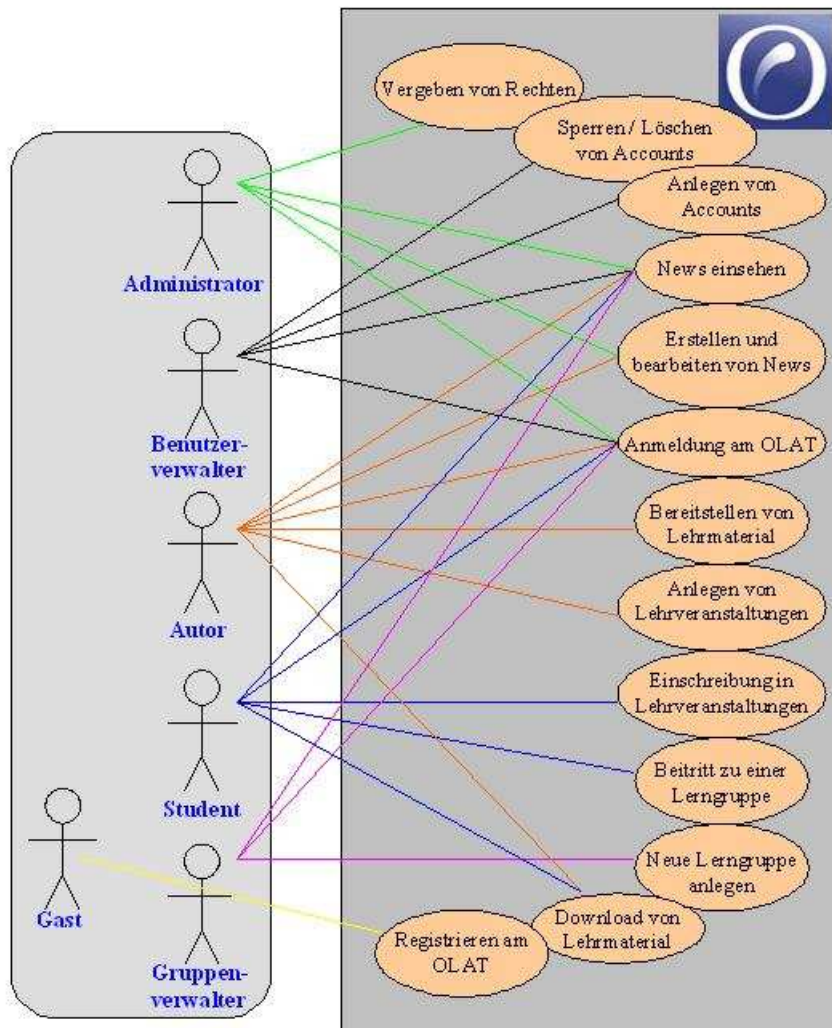 Vergeben von Rechten
Sperren / Löschen
von Accounts
Anlegen von
Accounts
News einsehen
Erstellen und
bearbeiten von News
Anmeldung am OLAT
Bereitstellen von
Lehrmaterial
Anlegen von
Lehrveranstaltungen
Einschreibung in
Lehrveranstaltungen
Beitritt zu einer
Lerngruppe
Neue Lerngruppe
anlegen
Download von
Lehrmaterial
Registrieren am
OLAT
Administrator
Benutzer-
verwalter
Autor
Student
Gast
Gruppen-
verwalter